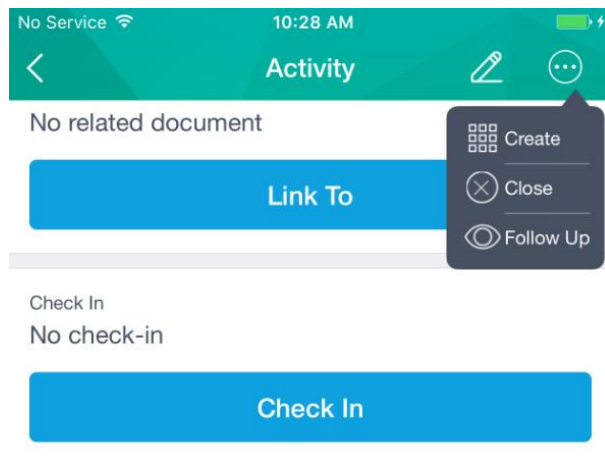 No Service 10:28 AM
Activity
No related document
Create
Link To
Close
Follow Up
Check In
No check-in
Check In